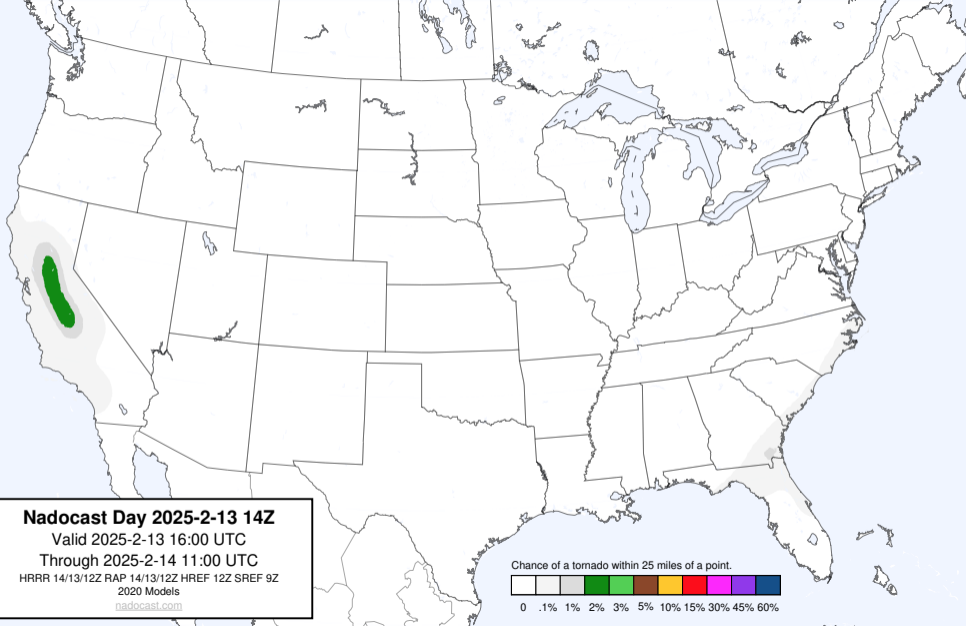 Nadocast Day 2025-2-13 14Z
Valid 2025-2-13 16:00 UTC
Through 2025-2-14 11:00 UTC
HRRR 14/13/12Z RAP 14/13/12Z HREF 12Z SREF 9Z
2020 Models
nadocast.com
Chance of a tornado within 25 miles of a point.
0 .1% 1% 2% 3% 5% 10% 15% 30% 45% 60%